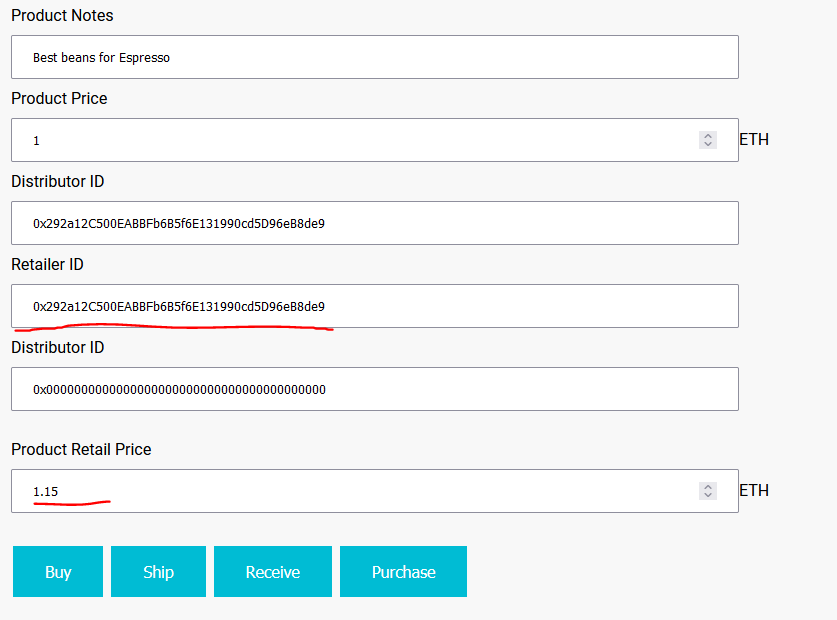 Product Notes
Best beans for Espresso
Product Price
1
ETH
Distributor ID
0x292a12C500EABBFb6B5f6E131990cd5D96eB8de9
Retailer ID
0x292a12C500EABBFb6B5f6E131990cd5D96eB8de9
Distributor ID
0x0000000000000000000000000000000000000000
Product Retail Price
1.15
ETH
Buy
Ship
Receive
Purchase